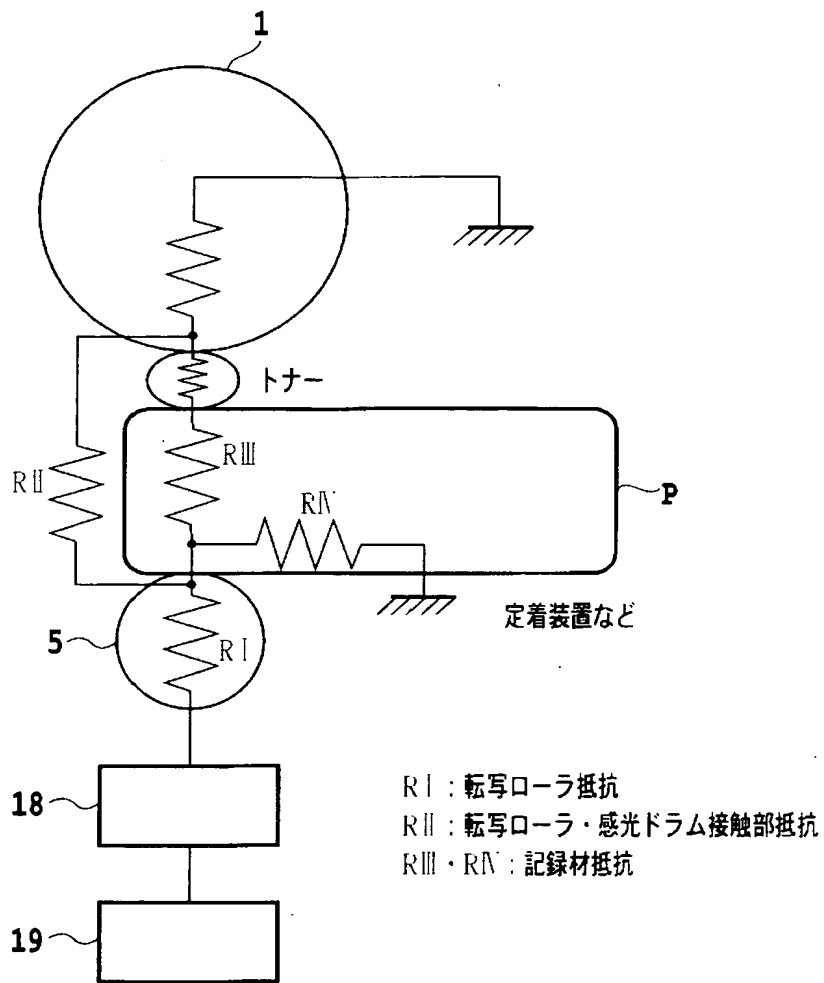 1
トナー
RⅢ
RⅡ
RⅣ
P
定着装置など
5
RⅠ
18
RⅠ：転写ローラ抵抗
RⅡ：転写ローラ・感光ドラム接触部抵抗
RⅢ・RⅣ：記録材抵抗
19